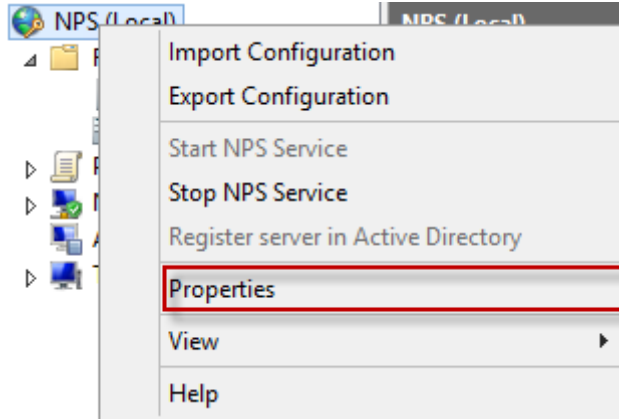 NPS (Local)
NPS (Local)
Import Configuration
Export Configuration
Start NPS Service
Stop NPS Service
Register server in Active Directory
Properties
View
Help